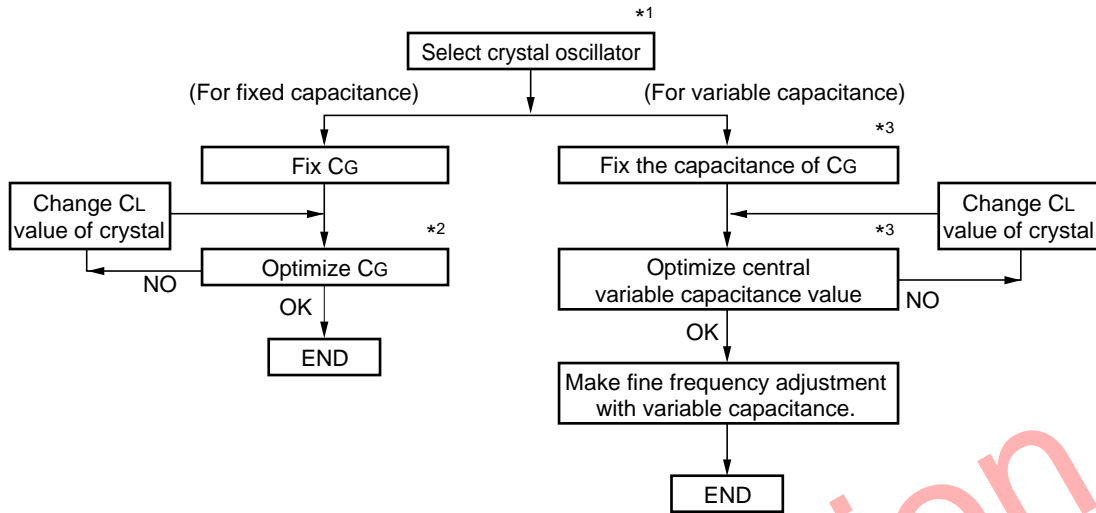 *1
Select crystal oscillator
(For fixed capacitance)
(For variable capacitance)
*3
Fix CG
Fix the capacitance of CG
Change CL
value of crystal
Change CL
value of crystal
*2
*3
Optimize CG
Optimize central
variable capacitance value
NO
NO
OK
OK
END
Make fine frequency adjustment
with variable capacitance.
END